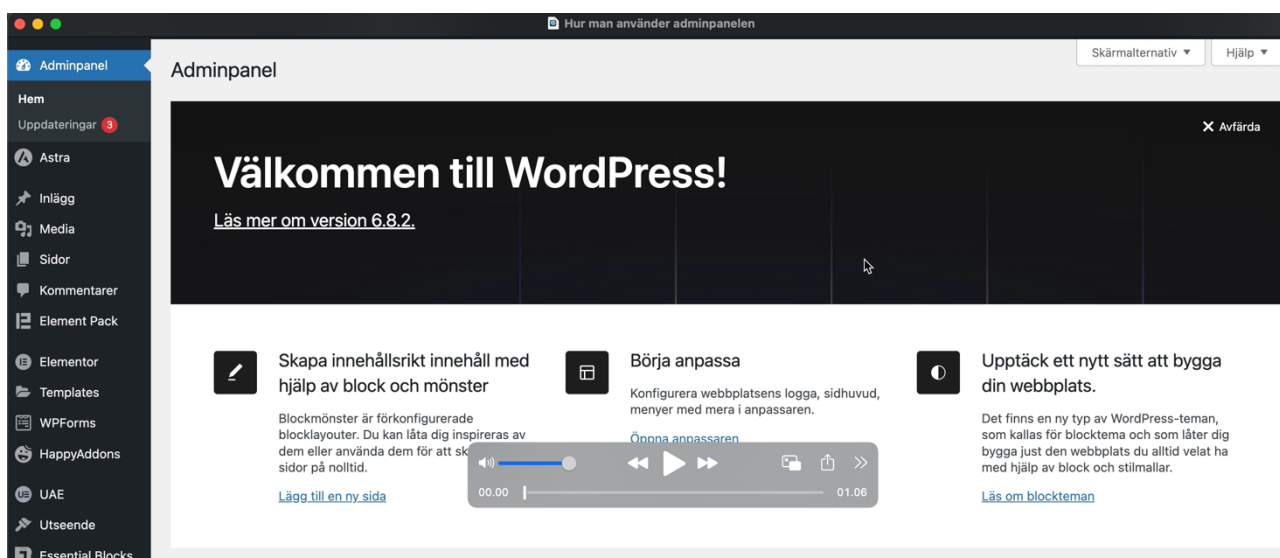 Hur man använder adminpanelen
Skärmalternativ
Hjälp
Adminpanel
Hem
Uppdateringar 3
Astra
Inlägg
Media
Sidor
Kommentarer
Element Pack
Elementor
Templates
WPForms
HappyAddons
UAE
Utseende
Essential Blocks
Adminpanel
Avfärda
Välkommen till WordPress!
Läs mer om version 6.8.2.
Skapa innehållsrikt innehåll med
hjälp av block och mönster
Blockmönster är förkonfigurerade
blocklayouter. Du kan låta dig inspireras av
dem eller använda dem för att sk
sidor på nolltid.
Lägg till en ny sida
Börja anpassa
Konfigurera webbplatsens logga, sidhuvud,
menyer med mera i anpassaren.
Öppna anpassaren
Upptäck ett nytt sätt att bygga
din webbplats.
Det finns en ny typ av WordPress-teman,
som kallas för blocktema och som låter dig
bygga just den webbplats du alltid velat ha
med hjälp av block och stilmallar.
Läs om blockteman
00.00
01.06